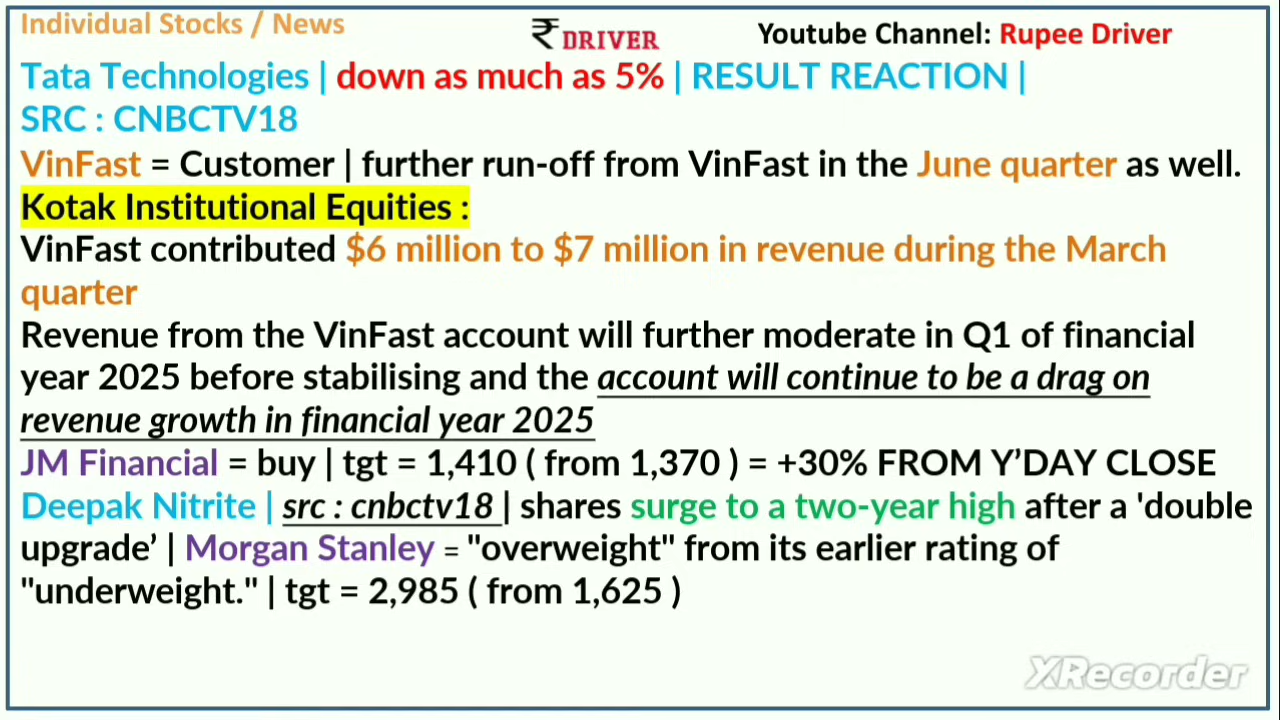 Individual Stocks / News
₹ DRIVER
Youtube Channel: Rupee Driver
Tata Technologies | down as much as 5% | RESULT REACTION |
SRC : CNBCTV18
VinFast = Customer | further run-off from VinFast in the June quarter as well.
Kotak Institutional Equities :
VinFast contributed $6 million to $7 million in revenue during the March
quarter
Revenue from the VinFast account will further moderate in Q1 of financial
year 2025 before stabilising and the account will continue to be a drag on
revenue growth in financial year 2025
JM Financial = buy | tgt = 1,410 ( from 1,370 ) = +30% FROM Y’DAY CLOSE
Deepak Nitrite | src : cnbctv18 | shares surge to a two-year high after a 'double
upgrade’ | Morgan Stanley = "overweight" from its earlier rating of
"underweight." | tgt = 2,985 ( from 1,625 )
XRecorder